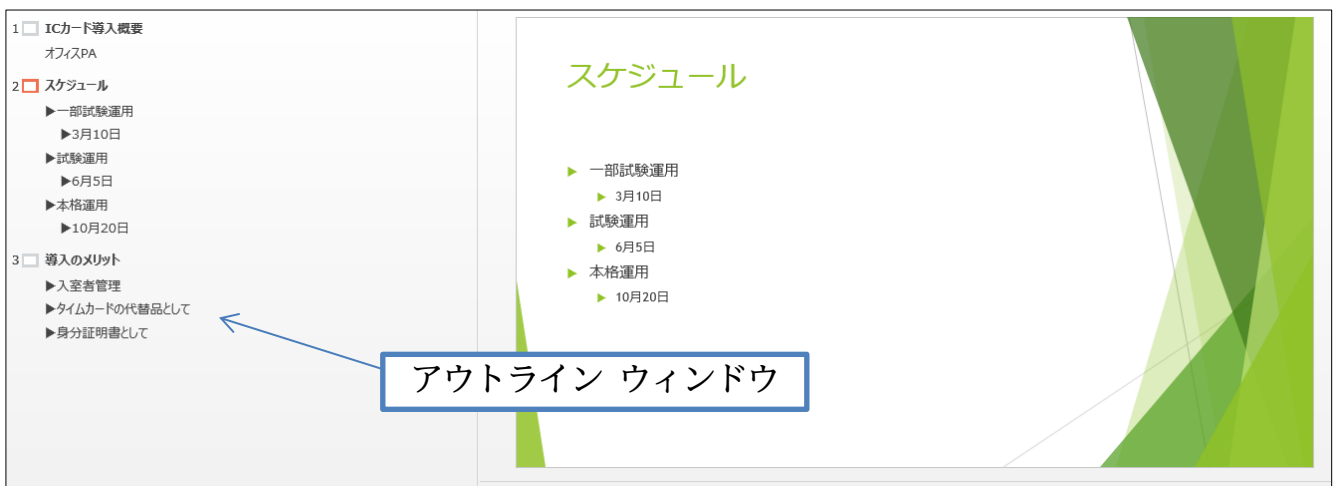 1 ICカード導入概要
オフィスPA
2 スケジュール
▶一部試験運用
▶3月10日
▶試験運用
▶6月5日
▶本格運用
▶10月20日
3 導入のメリット
▶入室者管理
▶タイムカードの代替品として
▶身分証明書として
スケジュール
▶ 一部試験運用
▶ 3月10日
▶ 試験運用
▶ 6月5日
▶ 本格運用
▶ 10月20日
アウトライン ウィンドウ